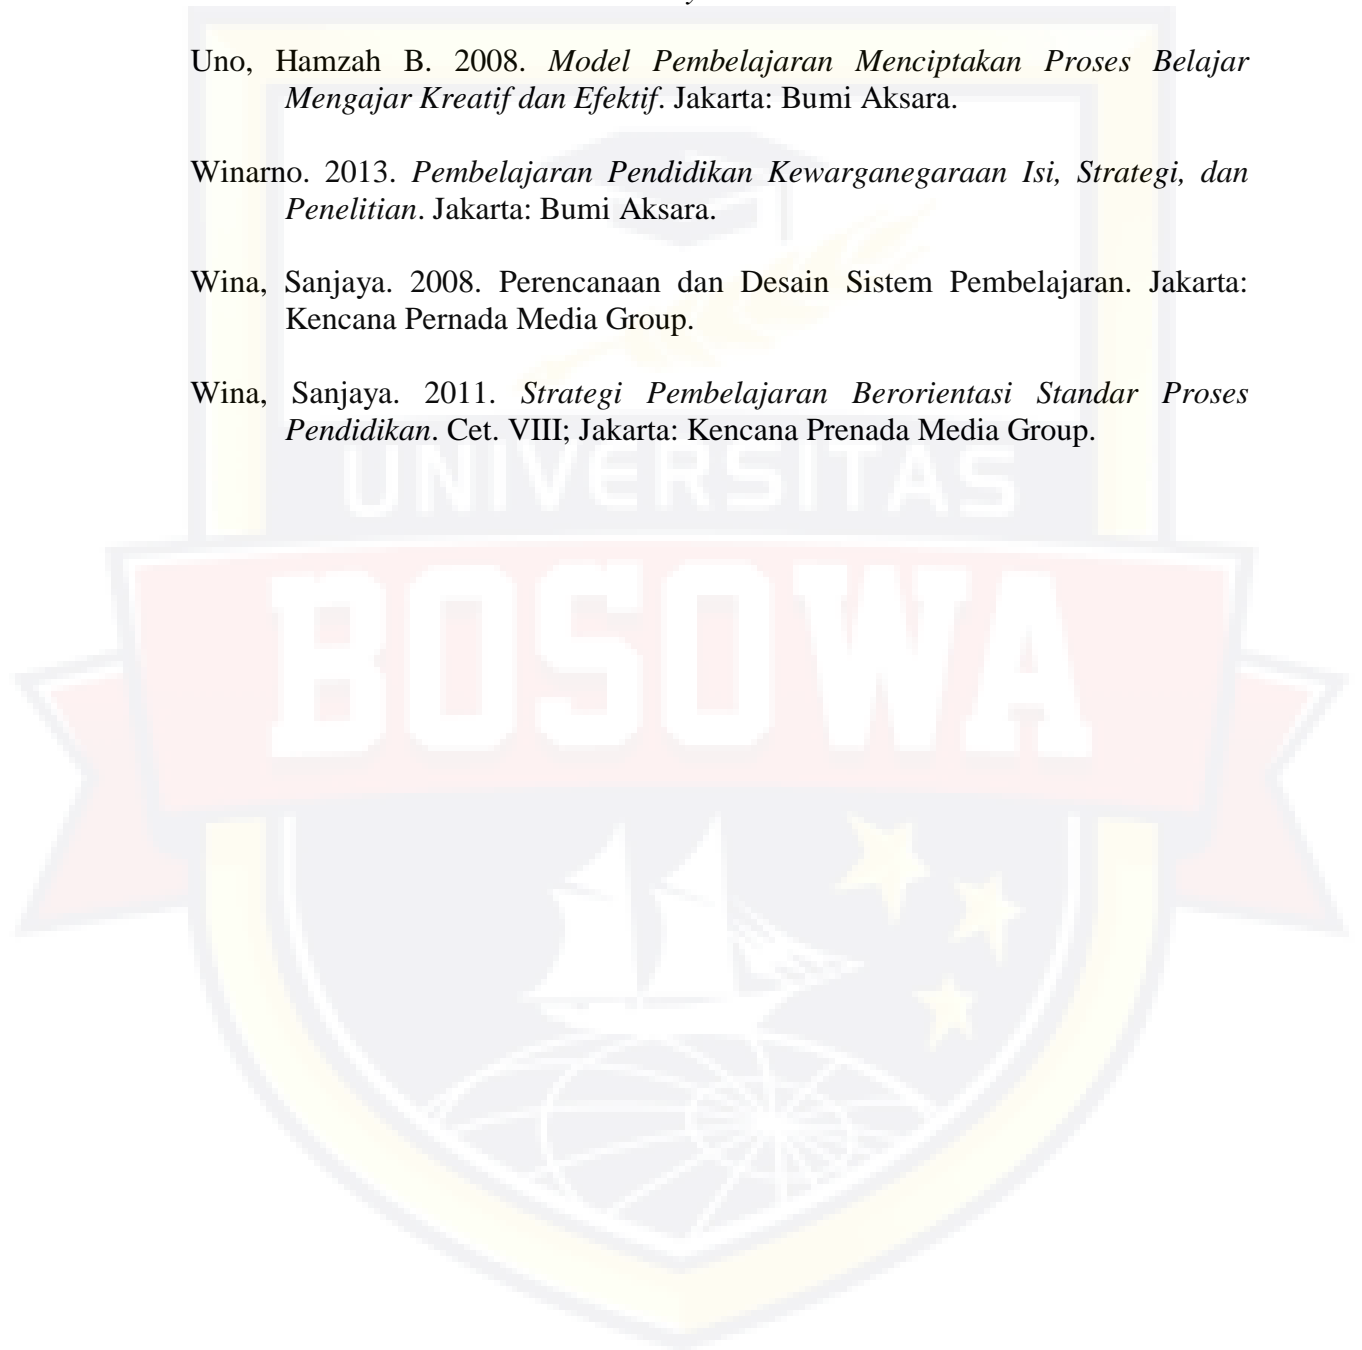 Uno, Hamzah B. 2008. Model Pembelajaran Menciptakan Proses Belajar
Mengajar Kreatif dan Efektif. Jakarta: Bumi Aksara.
Winarno. 2013. Pembelajaran Pendidikan Kewarganegaraan Isi, Strategi, dan
Penelitian. Jakarta: Bumi Aksara.
Wina, Sanjaya. 2008. Perencanaan dan Desain Sistem Pembelajaran. Jakarta:
Kencana Pernada Media Group.
Wina, Sanjaya. 2011. Strategi Pembelajaran Berorientasi Standar Proses
Pendidikan. Cet. VIII; Jakarta: Kencana Prenada Media Group.
UNIVERSITAS
BOSOWA